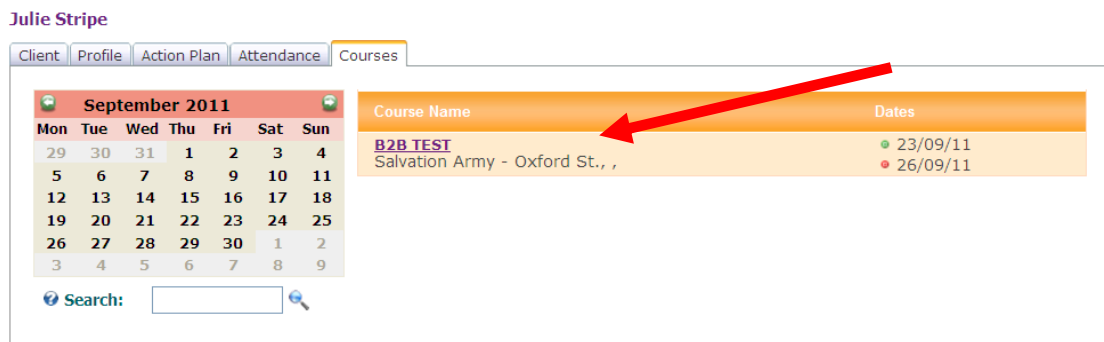 Julie Stripe
Client Profile Action Plan Attendance Courses
September 2011
Mon Tue Wed Thu Fri Sat Sun
29 30 31 1 2 3 4
5 6 7 8 9 10 11
12 13 14 15 16 17 18
19 20 21 22 23 24 25
26 27 28 29 30 1 2
3 4 5 6 7 8 9
Search:
Course Name Dates
B2B TEST 23/09/11
Salvation Army - Oxford St., , 26/09/11